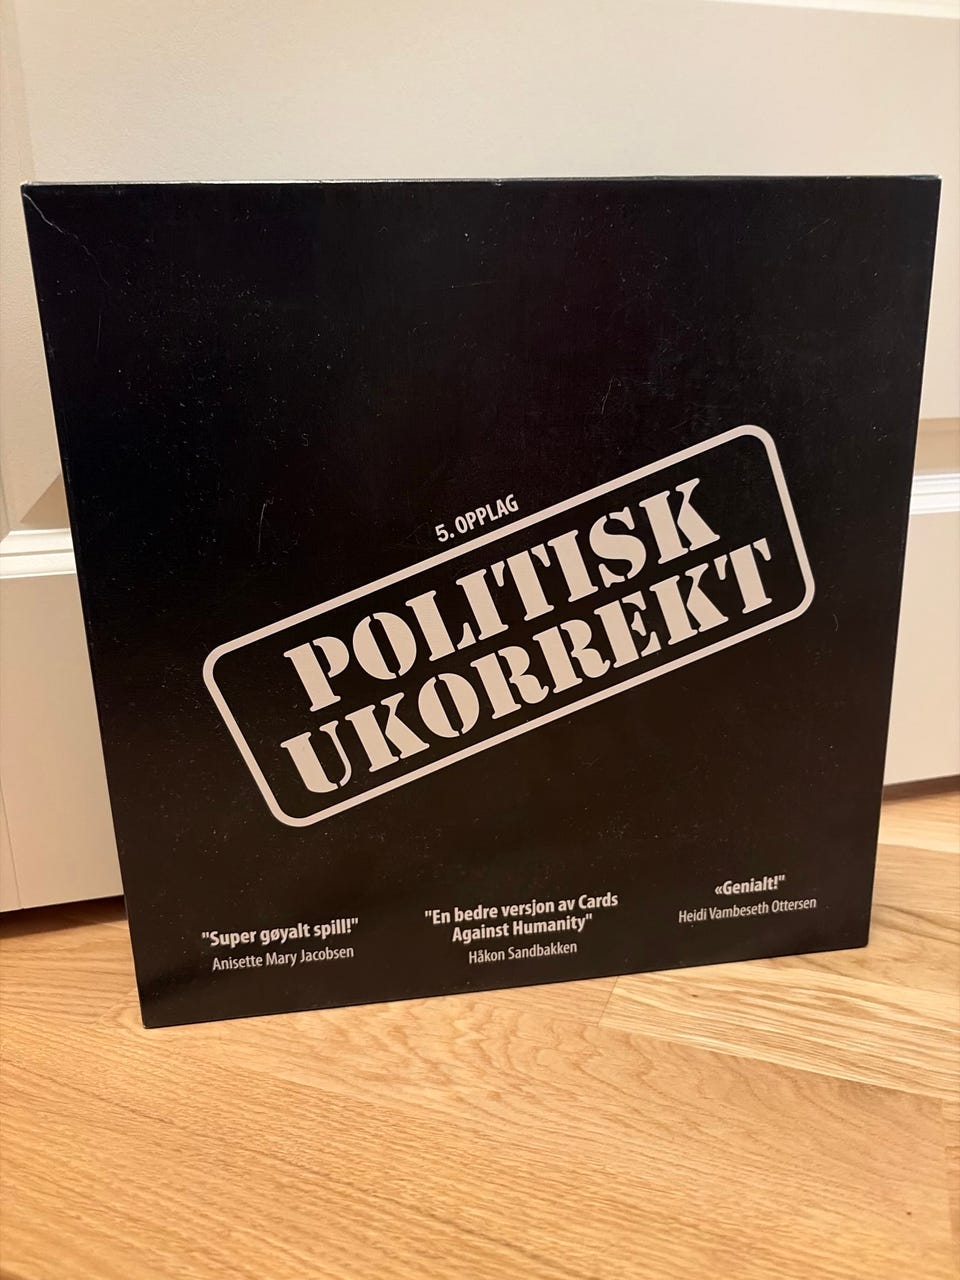 5. OPPLAG
POLITISK
UKORREKT
"Super gøyalt spill!"
Anisette Mary Jacobsen
"En bedre versjon av Cards
Against Humanity"
Håkon Sandbakken
«Genialt!"
Heidi Vambeseth Ottersen